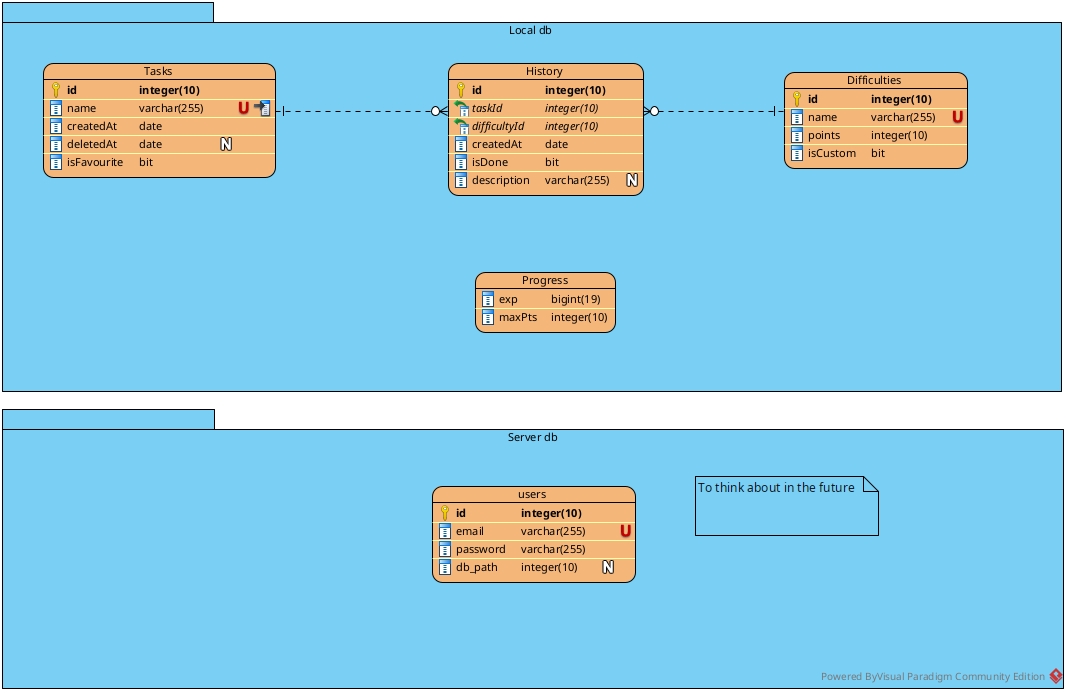 Local db
Tasks
id integer(10)
name varchar(255) U
createdAt date
deletedAt date N
isFavourite bit
History
id integer(10)
taskId integer(10)
difficultyId integer(10)
createdAt date
isDone bit
description varchar(255) N
Difficulties
id integer(10)
name varchar(255) U
points integer(10)
isCustom bit
Progress
exp bigint(19)
maxPts integer(10)
Server db
users
id integer(10)
email varchar(255) U
password varchar(255)
db_path integer(10) N
To think about in the future
Powered ByVisual Paradigm Community Edition